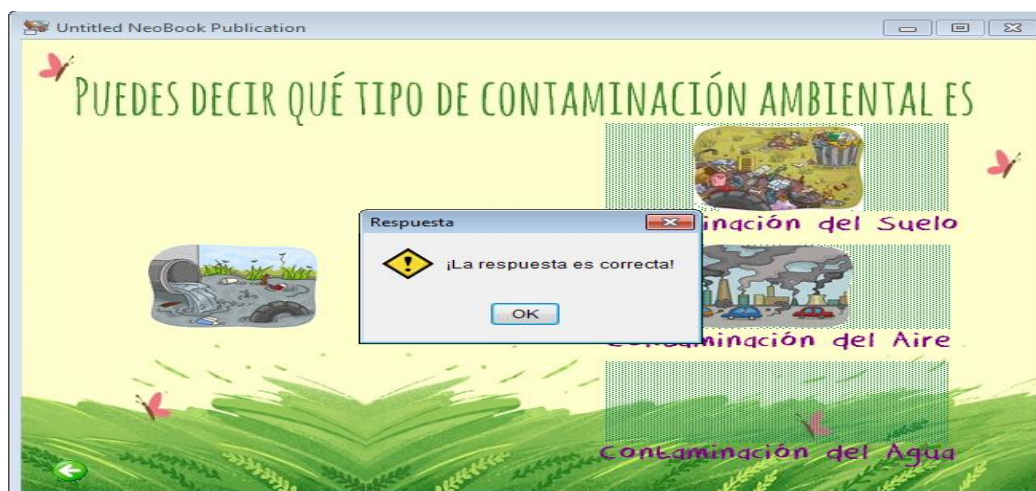 Untitled NeoBook Publication
PUEDES DECIR QUÉ TIPO DE CONTAMINACIÓN AMBIENTAL ES
Respuesta
inación del Suelo
¡La respuesta es correcta!
OK
Contaminación del Aire
Contaminación del Agua